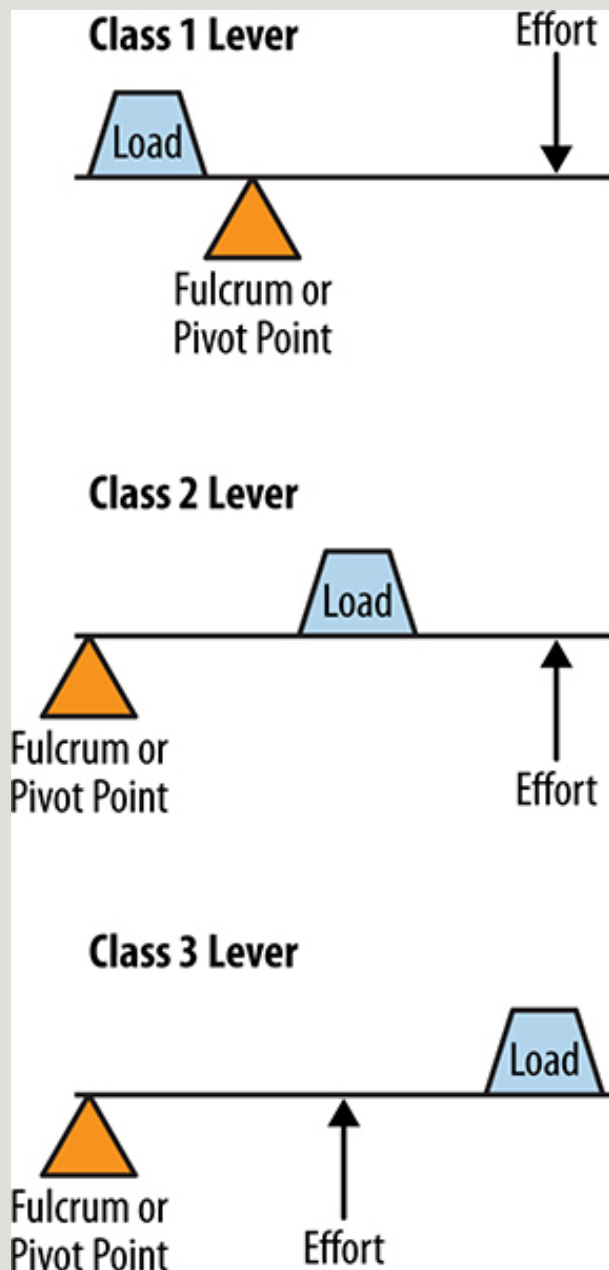 Class 1 Lever
Effort
Load
Fulcrum or
Pivot Point
Class 2 Lever
Load
Fulcrum or
Pivot Point
Effort
Class 3 Lever
Load
Fulcrum or
Pivot Point
Effort